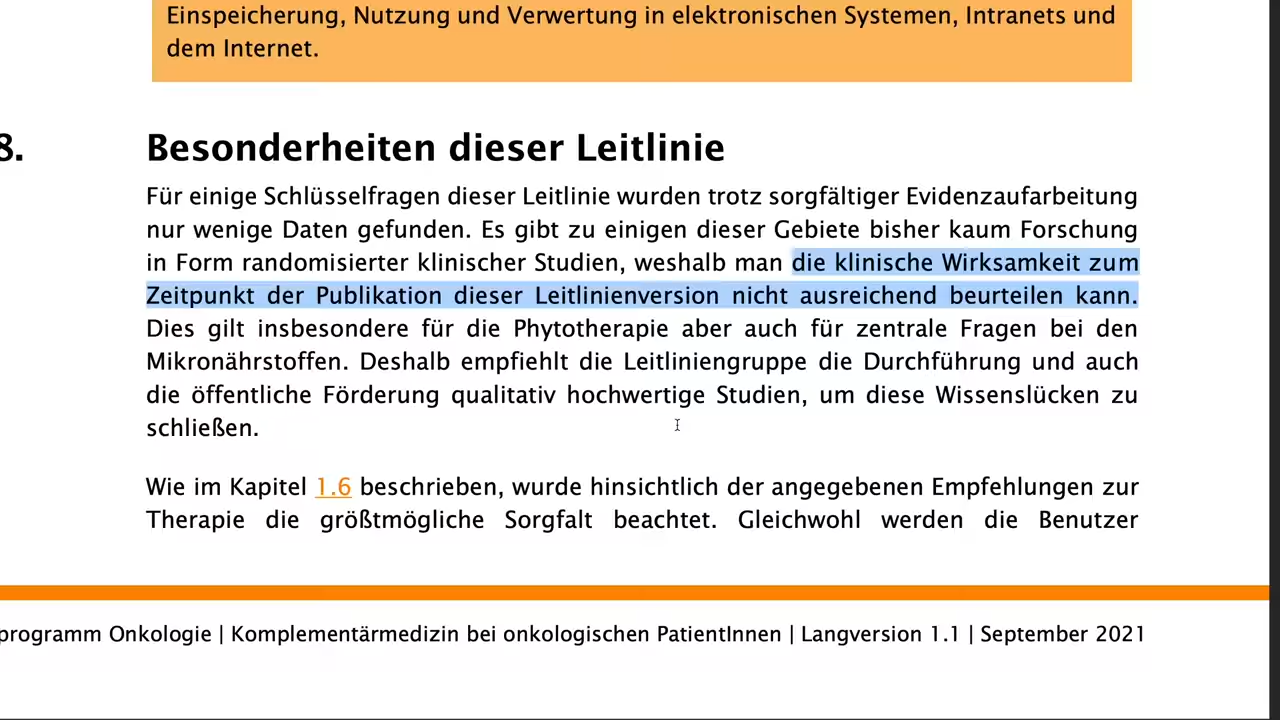 Einspeicherung, Nutzung und Verwertung in elektronischen Systemen, Intranets und
dem Internet.
8. Besonderheiten dieser Leitlinie
Für einige Schlüsselfragen dieser Leitlinie wurden trotz sorgfältiger Evidenzaufarbeitung
nur wenige Daten gefunden. Es gibt zu einigen dieser Gebiete bisher kaum Forschung
in Form randomisierter klinischer Studien, weshalb man die klinische Wirksamkeit zum
Zeitpunkt der Publikation dieser Leitlinienversion nicht ausreichend beurteilen kann.
Dies gilt insbesondere für die Phytotherapie aber auch für zentrale Fragen bei den
Mikronährstoffen. Deshalb empfiehlt die Leitliniengruppe die Durchführung und auch
die öffentliche Förderung qualitativ hochwertige Studien, um diese Wissenslücken zu
schließen.
Wie im Kapitel 1.6 beschrieben, wurde hinsichtlich der angegebenen Empfehlungen zur
Therapie die größtmögliche Sorgfalt beachtet. Gleichwohl werden die Benutzer
programm Onkologie | Komplementärmedizin bei onkologischen PatientInnen | Langversion 1.1 | September 2021